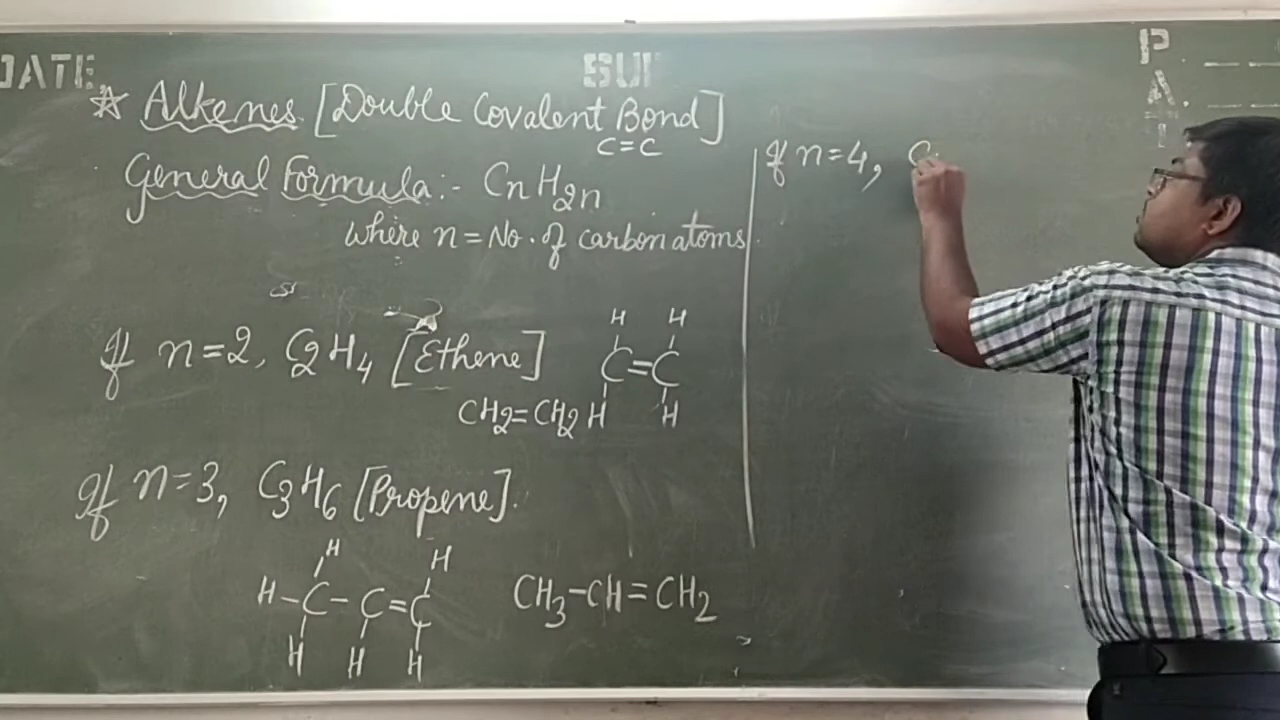 DATE
SUF
P
A
☆ Alkenes [Double Covalent Bond]
C=C
General Formula:- CnH2n
where n = No. of carbon atoms.
If n=2, C2H4 [Ethene]
H H
C=C
H H
CH2=CH2
If n=3, C3H6 [Propene].
H H
H-C-C=C
H H H
CH3-CH=CH2
If n=4, C